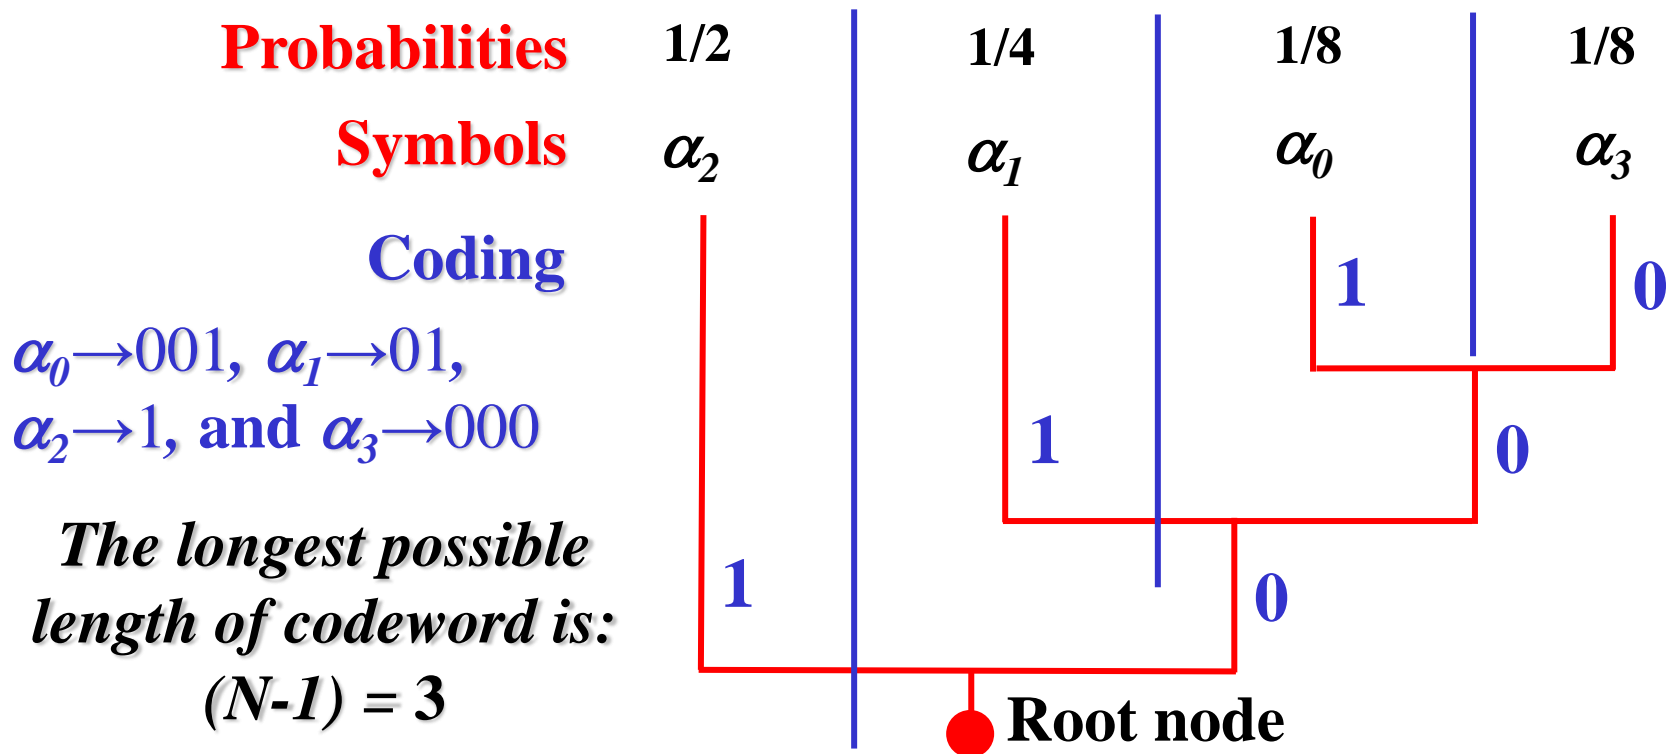 Probabilities 1/2 1/4 1/8 1/8
Symbols α2 α1 α0 α3
Coding
1 0
α0→001, α1→01,
α2→1, and α3→000
1 0
The longest possible
length of codeword is:
(N-1) = 3
1 0
Root node